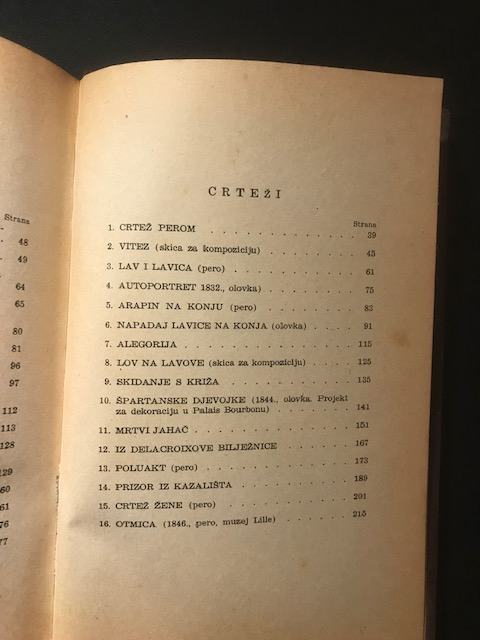 Strana
48
49
64
65
80
81
96
97
112
113
128
129
60
61
76
77
CRTEŽI
Strana
1. CRTEŽ PEROM . . . . . . . . . . 39
2. VITEZ (skica za kompoziciju) . . . . . . . 45
3. LAV I LAVICA (pero) . . . . . . . . . 61
4. AUTOPORTRET 1832., olovka) . . . . . . . 75
5. ARAPIN NA KONJU (pero) . . . . . . . . 83
6. NAPADAJ LAVICE NA KONJA (olovka) . . . . 91
7. ALEGORIJA . . . . . . . . . . . . 115
8. LOV NA LAVOVE (skica za kompoziciju) . . . . 125
9. SKIDANJE S KRIŽA . . . . . . . . . . 135
10. ŠPARTANSKE DJEVOJKE (1844., olovka. Projekt
za dekoraciju u Palais Bourbonu) . . . . . . 141
11. MRTVI JAHAČ . . . . . . . . . . . 151
12. IZ DELACROIXOVE BILJEŽNICE . . . . . . 167
13. POLUAKT (pero) . . . . . . . . . . . 173
14. PRIZOR IZ KAZALIŠTA . . . . . . . . . 189
15. CRTEŽ ŽENE (pero) . . . . . . . . . . 201
16. OTMICA (1846., pero, muzej Lille) . . . . . . 215